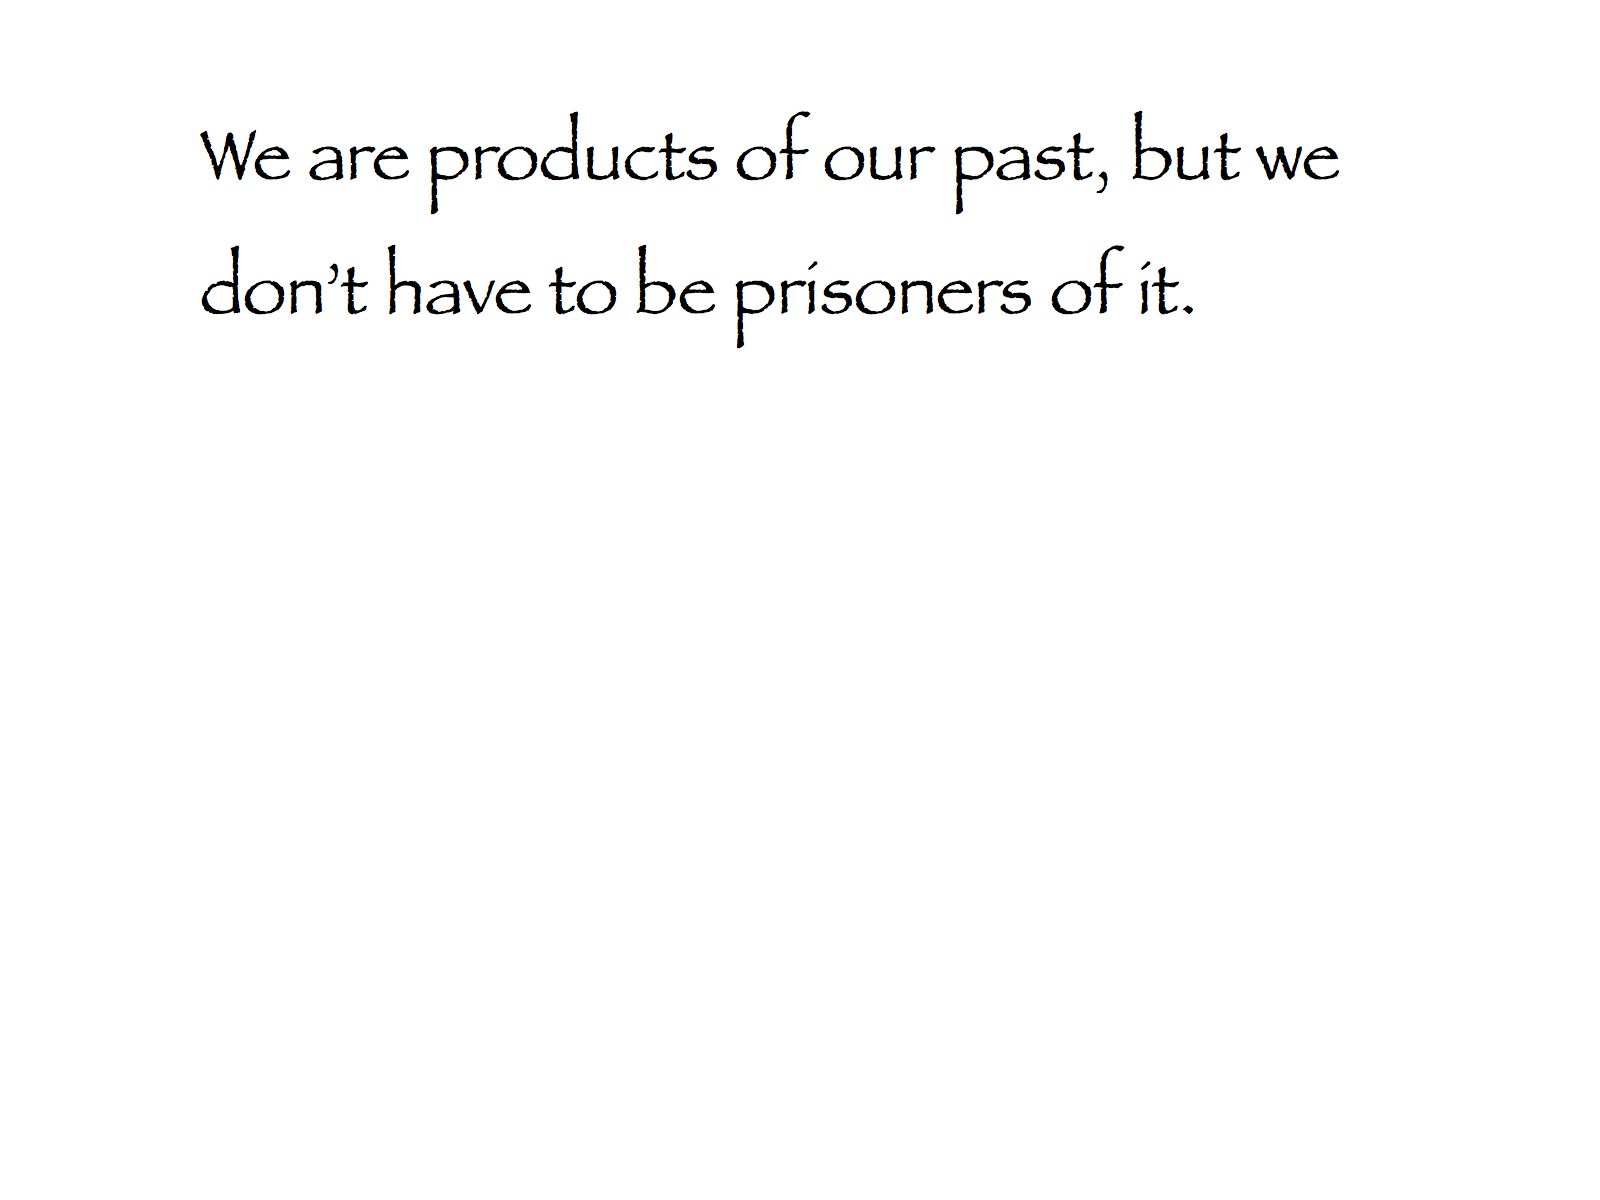 We are products of our past, but we
don’t have to be prisoners of it.